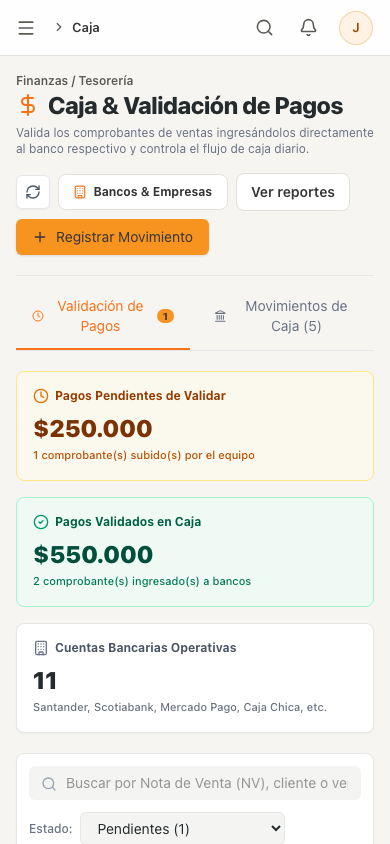 Caja
J
Finanzas / Tesorería
Caja & Validación de Pagos
Valida los comprobantes de ventas ingresándolos directamente
al banco respectivo y controla el flujo de caja diario.
Bancos & Empresas
Ver reportes
Registrar Movimiento
Validación de
Pagos
1
Movimientos de
Caja (5)
Pagos Pendientes de Validar
$250.000
1 comprobante(s) subido(s) por el equipo
Pagos Validados en Caja
$550.000
2 comprobante(s) ingresado(s) a bancos
Cuentas Bancarias Operativas
11
Santander, Scotiabank, Mercado Pago, Caja Chica, etc.
Buscar por Nota de Venta (NV), cliente o ve
Estado:
Pendientes (1)